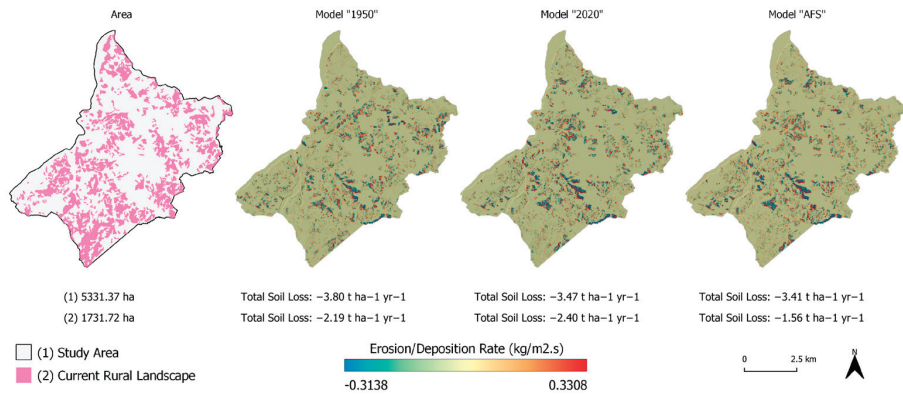 Area
Model "1950"
Model "2020"
Model "AFS"
(1) 5331.37 ha
Total Soil Loss: −3.80 t ha−1 yr−1
Total Soil Loss: −3.47 t ha−1 yr−1
Total Soil Loss: −3.41 t ha−1 yr−1
(2) 1731.72 ha
Total Soil Loss: −2.19 t ha−1 yr−1
Total Soil Loss: −2.40 t ha−1 yr−1
Total Soil Loss: −1.56 t ha−1 yr−1
(1) Study Area
(2) Current Rural Landscape
Erosion/Deposition Rate (kg/m2.s)
-0.3138
0.3308
0
2.5 km
N